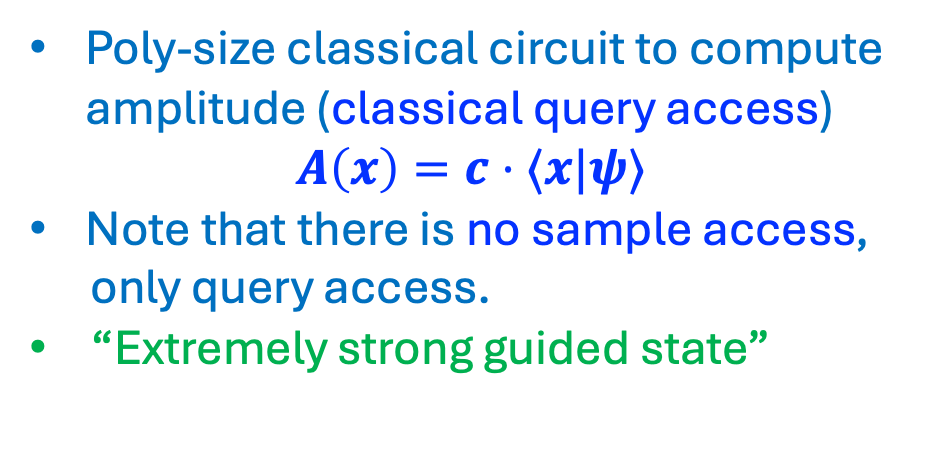 • Poly-size classical circuit to compute
amplitude (classical query access)
A(x) = c · ⟨x|ψ⟩
• Note that there is no sample access,
only query access.
• “Extremely strong guided state”